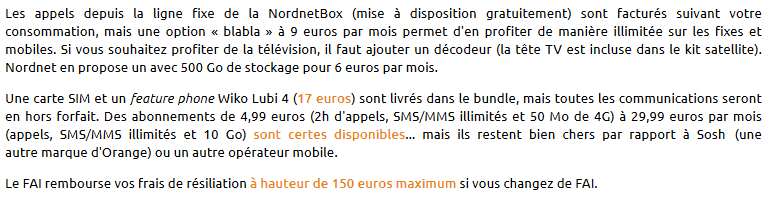 Les appels depuis la ligne fixe de la NordnetBox (mise à disposition gratuitement) sont facturés suivant votre
consommation, mais une option « blabla » à 9 euros par mois permet d'en profiter de manière illimitée sur les fixes et
mobiles. Si vous souhaitez profiter de la télévision, il faut ajouter un décodeur (la tête TV est incluse dans le kit satellite).
Nordnet en propose un avec 500 Go de stockage pour 6 euros par mois.
Une carte SIM et un feature phone Wiko Lubi 4 (17 euros) sont livrés dans le bundle, mais toutes les communications seront
en hors forfait. Des abonnements de 4,99 euros (2h d'appels, SMS/MMS illimités et 50 Mo de 4G) à 29,99 euros par mois
(appels, SMS/MMS illimités et 10 Go) sont certes disponibles... mais ils restent bien chers par rapport à Sosh (une
autre marque d'Orange) ou un autre opérateur mobile.
Le FAI rembourse vos frais de résiliation à hauteur de 150 euros maximum si vous changez de FAI.